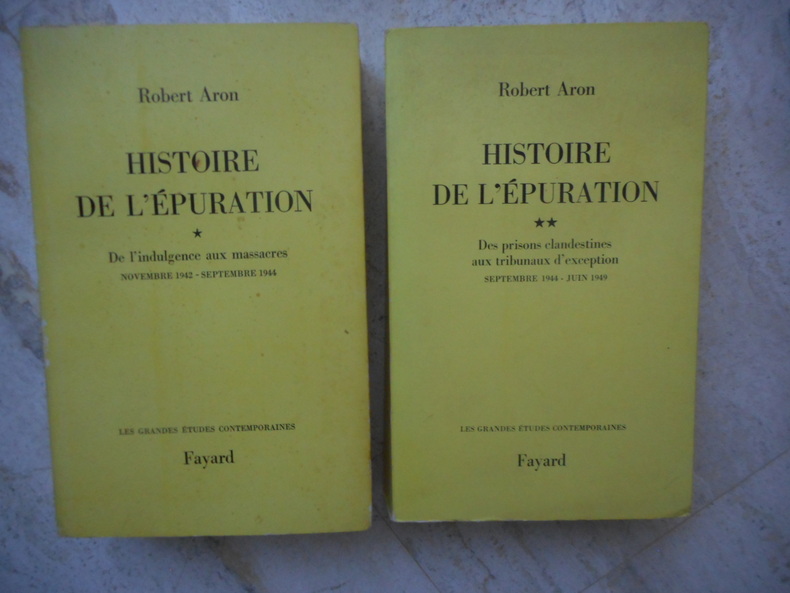 Robert Aron
HISTOIRE
DE L'ÉPURATION
★
De l'indulgence aux massacres
NOVEMBRE 1942 - SEPTEMBRE 1944
LES GRANDES ÉTUDES CONTEMPORAINES
Fayard
Robert Aron
HISTOIRE
DE L'ÉPURATION
★★
Des prisons clandestines
aux tribunaux d'exception
SEPTEMBRE 1944 - JUIN 1949
LES GRANDES ÉTUDES CONTEMPORAINES
Fayard